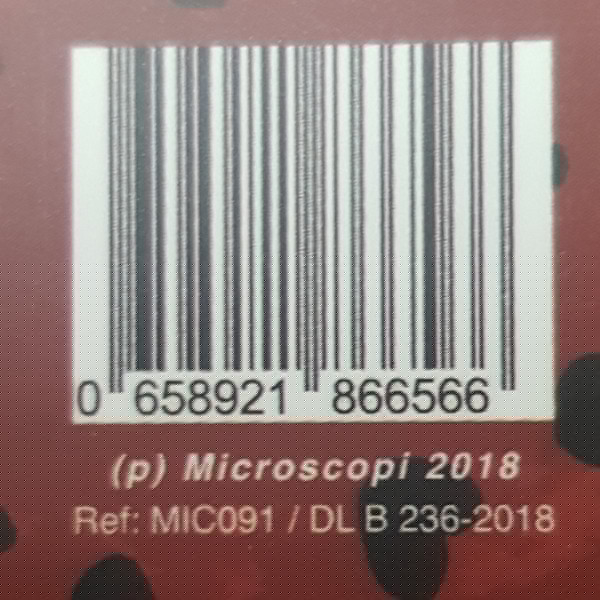 0 658921 866566
(p) Microscopi 2018
Ref: MIC091 / DL B 236-2018